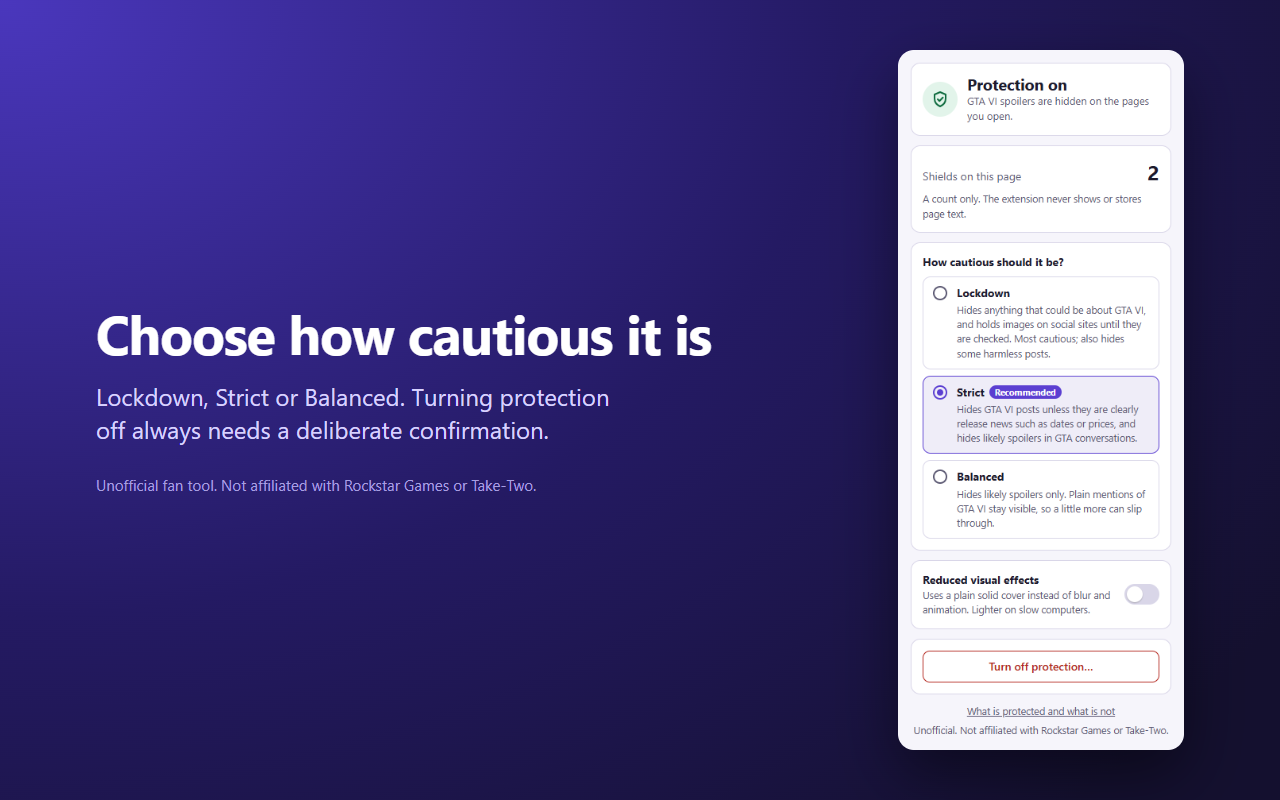 Choose how cautious it is
Lockdown, Strict or Balanced. Turning protection
off always needs a deliberate confirmation.
Unofficial fan tool. Not affiliated with Rockstar Games or Take-Two.
Protection on
GTA VI spoilers are hidden on the pages
you open.
Shields on this page
2
A count only. The extension never shows or stores
page text.
How cautious should it be?
Lockdown
Hides anything that could be about GTA VI,
and holds images on social sites until they
are checked. Most cautious; also hides
some harmless posts.
Strict Recommended
Hides GTA VI posts unless they are clearly
release news such as dates or prices, and
hides likely spoilers in GTA conversations.
Balanced
Hides likely spoilers only. Plain mentions of
GTA VI stay visible, so a little more can slip
through.
Reduced visual effects
Uses a plain solid cover instead of blur and
animation. Lighter on slow computers.
Turn off protection...
What is protected and what is not
Unofficial. Not affiliated with Rockstar Games or Take-Two.